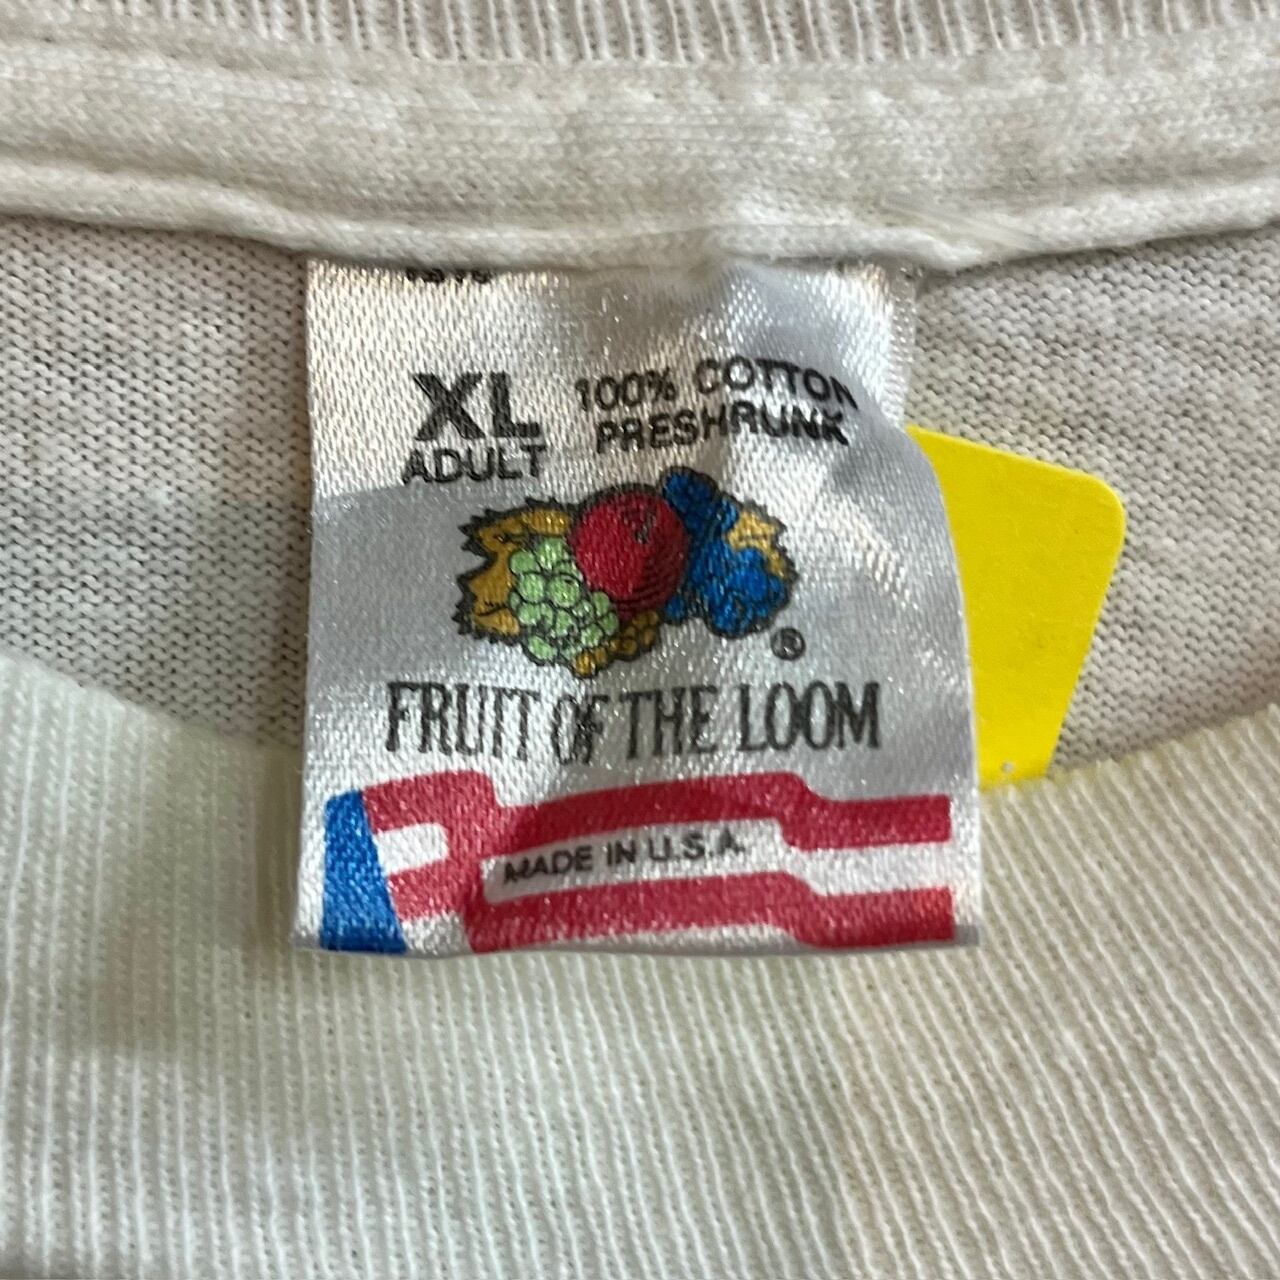 XL
ADULT
100% COTTON
PRESHRUNK
®
FRUIT OF THE LOOM
MADE IN U.S.A.